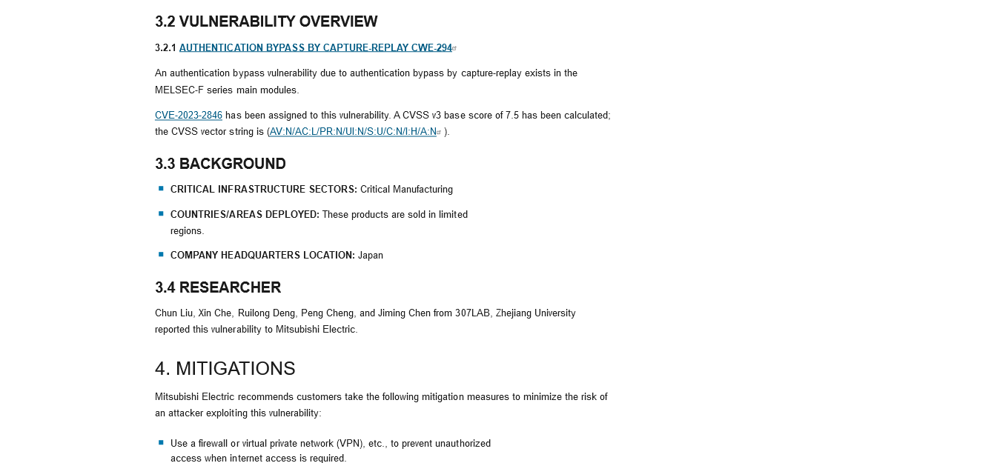 3.2 VULNERABILITY OVERVIEW
3.2.1 AUTHENTICATION BYPASS BY CAPTURE-REPLAY CWE-294
An authentication bypass vulnerability due to authentication bypass by capture-replay exists in the
MELSEC-F series main modules.
CVE-2023-2846 has been assigned to this vulnerability. A CVSS v3 base score of 7.5 has been calculated;
the CVSS vector string is (AV:N/AC:L/PR:N/UI:N/S:U/C:N/I:H/A:N ).
3.3 BACKGROUND
CRITICAL INFRASTRUCTURE SECTORS: Critical Manufacturing
COUNTRIES/AREAS DEPLOYED: These products are sold in limited
regions.
COMPANY HEADQUARTERS LOCATION: Japan
3.4 RESEARCHER
Chun Liu, Xin Che, Ruilong Deng, Peng Cheng, and Jiming Chen from 307LAB, Zhejiang University
reported this vulnerability to Mitsubishi Electric.
4. MITIGATIONS
Mitsubishi Electric recommends customers take the following mitigation measures to minimize the risk of
an attacker exploiting this vulnerability:
Use a firewall or virtual private network (VPN), etc., to prevent unauthorized
access when internet access is required.